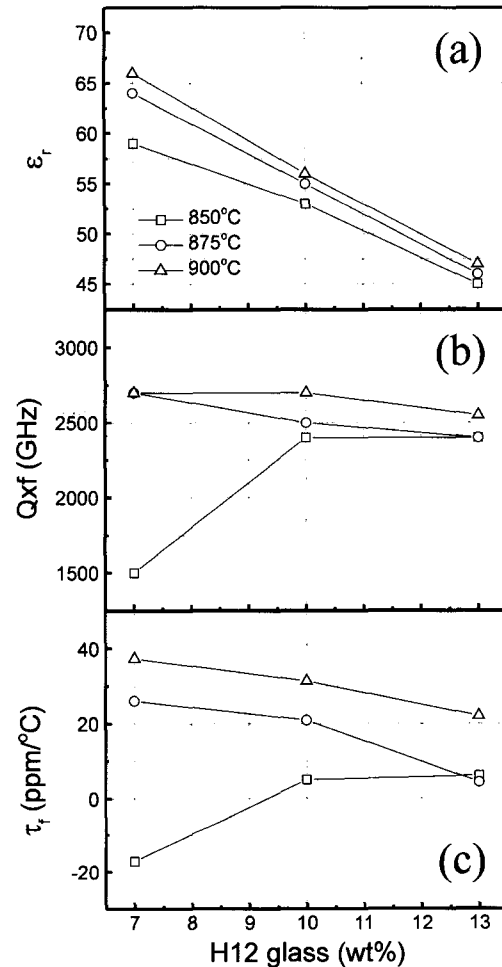 (a)
65
60
55
50
45
ε_r
850°C
875°C
900°C
(b)
3000
2500
2000
1500
Qxf (GHz)
40
20
0
-20
τ_f (ppm/°C)
(c)
7 8 9 10 11 12 13
H12 glass (wt%)